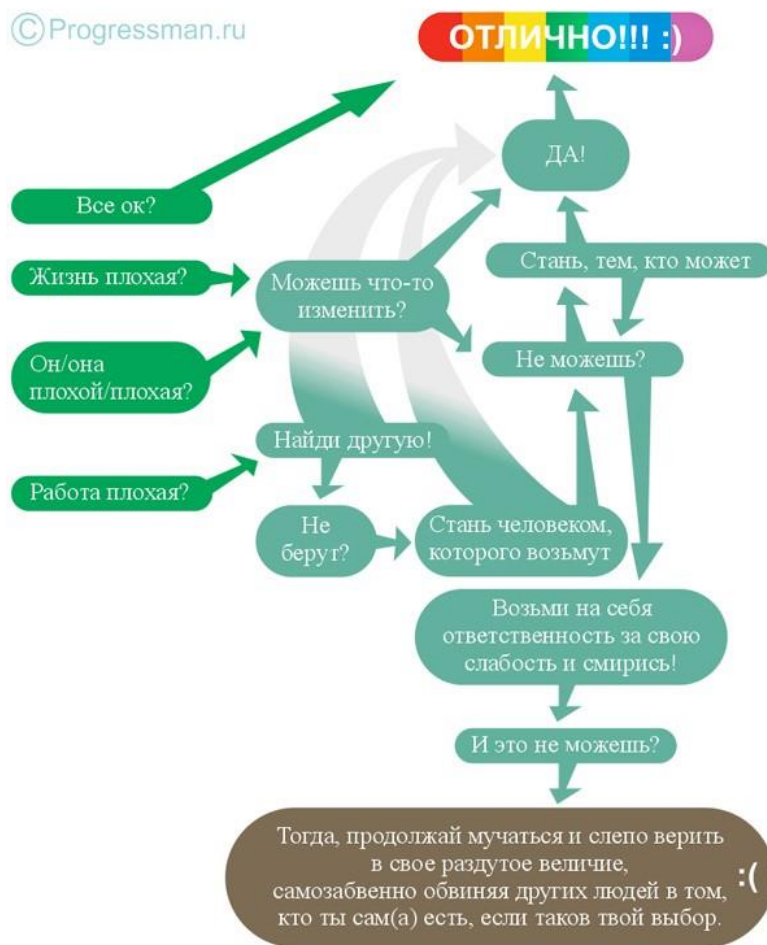 ©Progressman.ru
ОТЛИЧНО!!! :)
ДА!
Все ок?
Стань, тем, кто может
Жизнь плохая?
Можешь что-то
изменить?
Не можешь?
Он/она
плохой/плохая?
Найди другую!
Работа плохая?
Не
беруг?
Стань человеком,
которого возьмут
Возьми на себя
ответственность за свою
слабость и смирись!
И это не можешь?
Тогда, продолжай мучаться и слепо верить
в свое раздутое величие,
самозабвенно обвиняя других людей в том,
кто ты сам(а) есть, если таков твой выбор.
:(